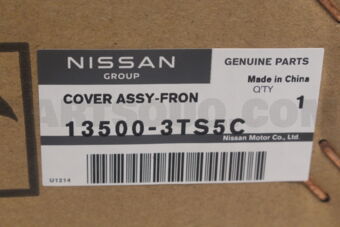 NISSAN
GROUP
GENUINE PARTS
Made in China
Q'TY
COVER ASSY-FRON
1
13500-3TS5C
Nissan Motor Co., Ltd.
U1214